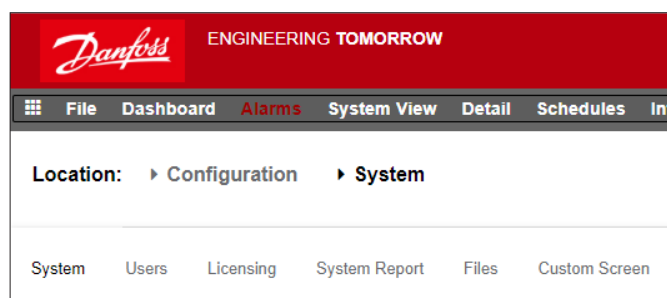 Danfoss
ENGINEERING TOMORROW
File Dashboard Alarms System View Detail Schedules
Location: Configuration System
System Users Licensing System Report Files Custom Screen